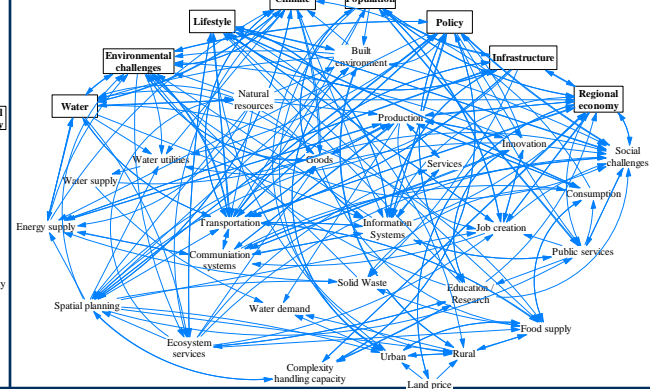 Climate
Population
Lifestyle
Policy
Built
environment
Infrastructure
Environmental
challenges
Natural
resources
Regional
economy
Water
Production
Innovation
Social
challenges
Water utilities
Goods
Services
Water supply
Consumption
Energy supply
Transportation
Information
Systems
Job creation
Communiation
systems
Public services
Solid Waste
Education
Research
Spatial planning
Water demand
Food supply
Ecosystem
services
Urban
Rural
Complexity
handling capacity
Land price